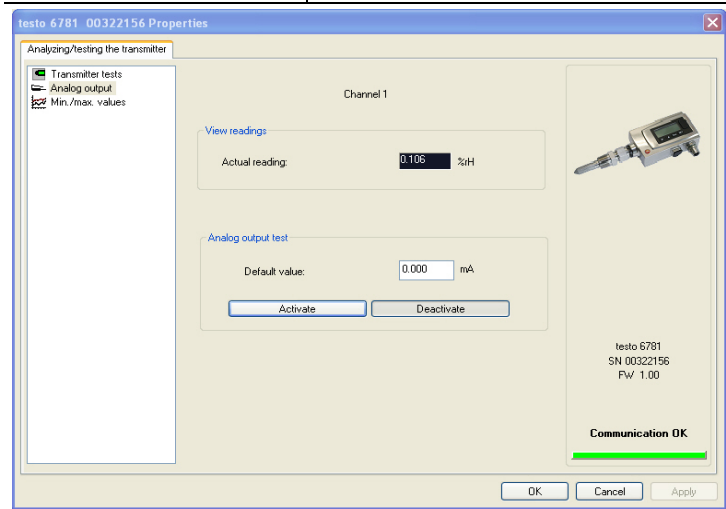 testo 6781 00322156 Properties
Analyzing/testing the transmitter
Transmitter tests
Analog output
Min./max. values
Channel 1
View readings
Actual reading: 0.106 %rH
Analog output test
Default value: 0.000 mA
Activate Deactivate
testo 6781
SN 00322156
FW 1.00
Communication OK
OK Cancel Apply